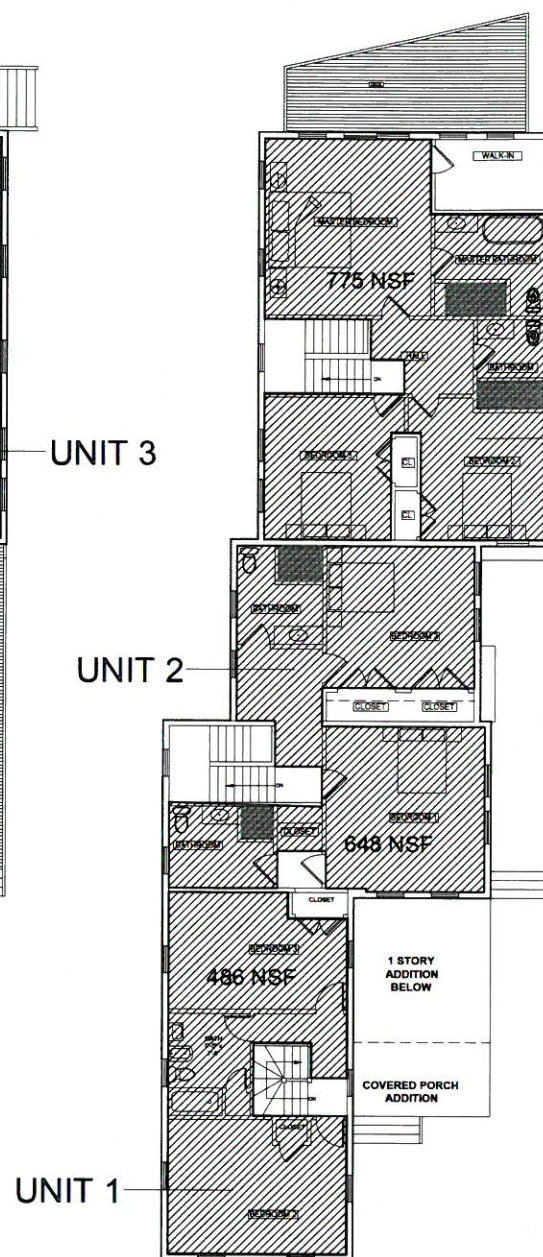 WALK-IN
MASTER BEDROOM
MASTER BATHROOM
775 NSF
HALL
BATHROOM
UNIT 3
BEDROOM 3
CL
BEDROOM 2
CL
BATHROOM
BEDROOM 2
UNIT 2
CLOSET
CLOSET
BEDROOM 1
CLOSET
BATHROOM
648 NSF
CLOSET
BEDROOM 3
486 NSF
1 STORY
ADDITION
BELOW
BATH
COVERED PORCH
ADDITION
CLOSET
UNIT 1
BEDROOM 2